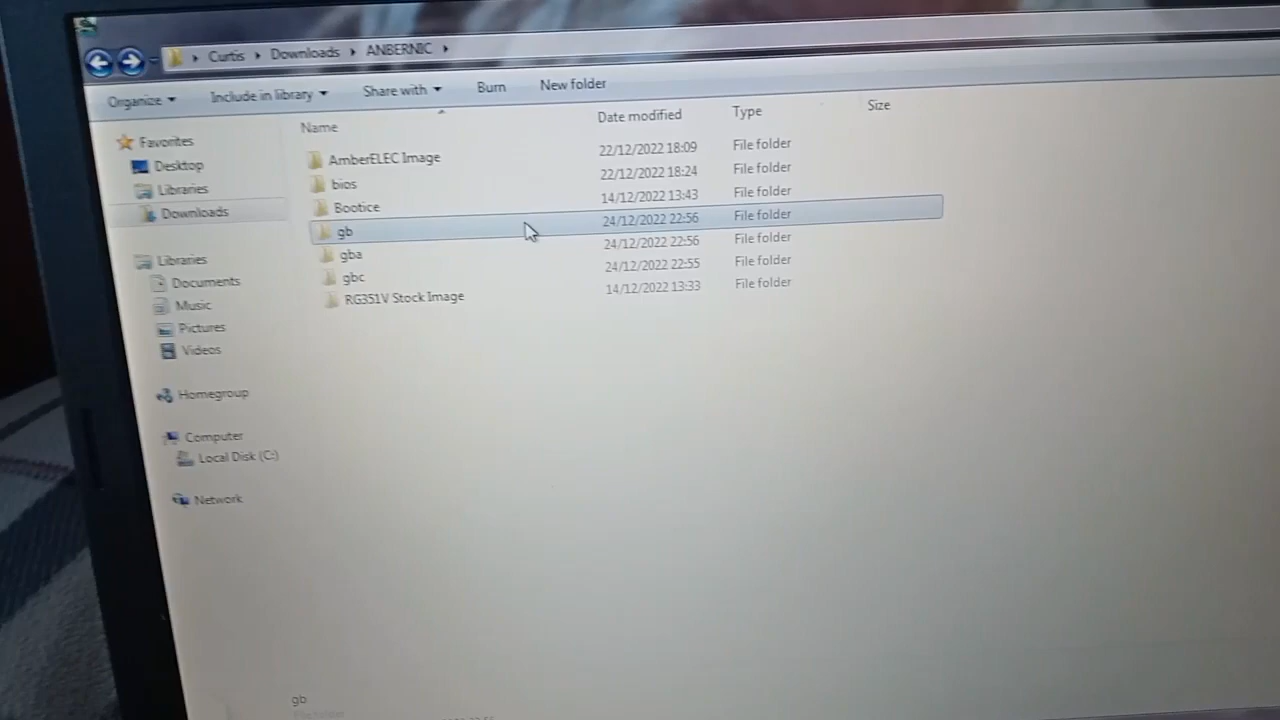 Curtis Downloads ANBERNIC
Organize Include in library Share with Burn New folder
Name Date modified Type Size
Favorites
Desktop
Libraries
Downloads
Libraries
Documents
Music
Pictures
Videos
Homegroup
Computer
Local Disk (C:)
Network
AmberELEC Image 22/12/2022 18:09 File folder
bios 22/12/2022 18:24 File folder
Bootice 14/12/2022 13:43 File folder
gb 24/12/2022 22:56 File folder
gba 24/12/2022 22:56 File folder
gbc 24/12/2022 22:55 File folder
RG351V Stock Image 14/12/2022 13:33 File folder
gb
File folder